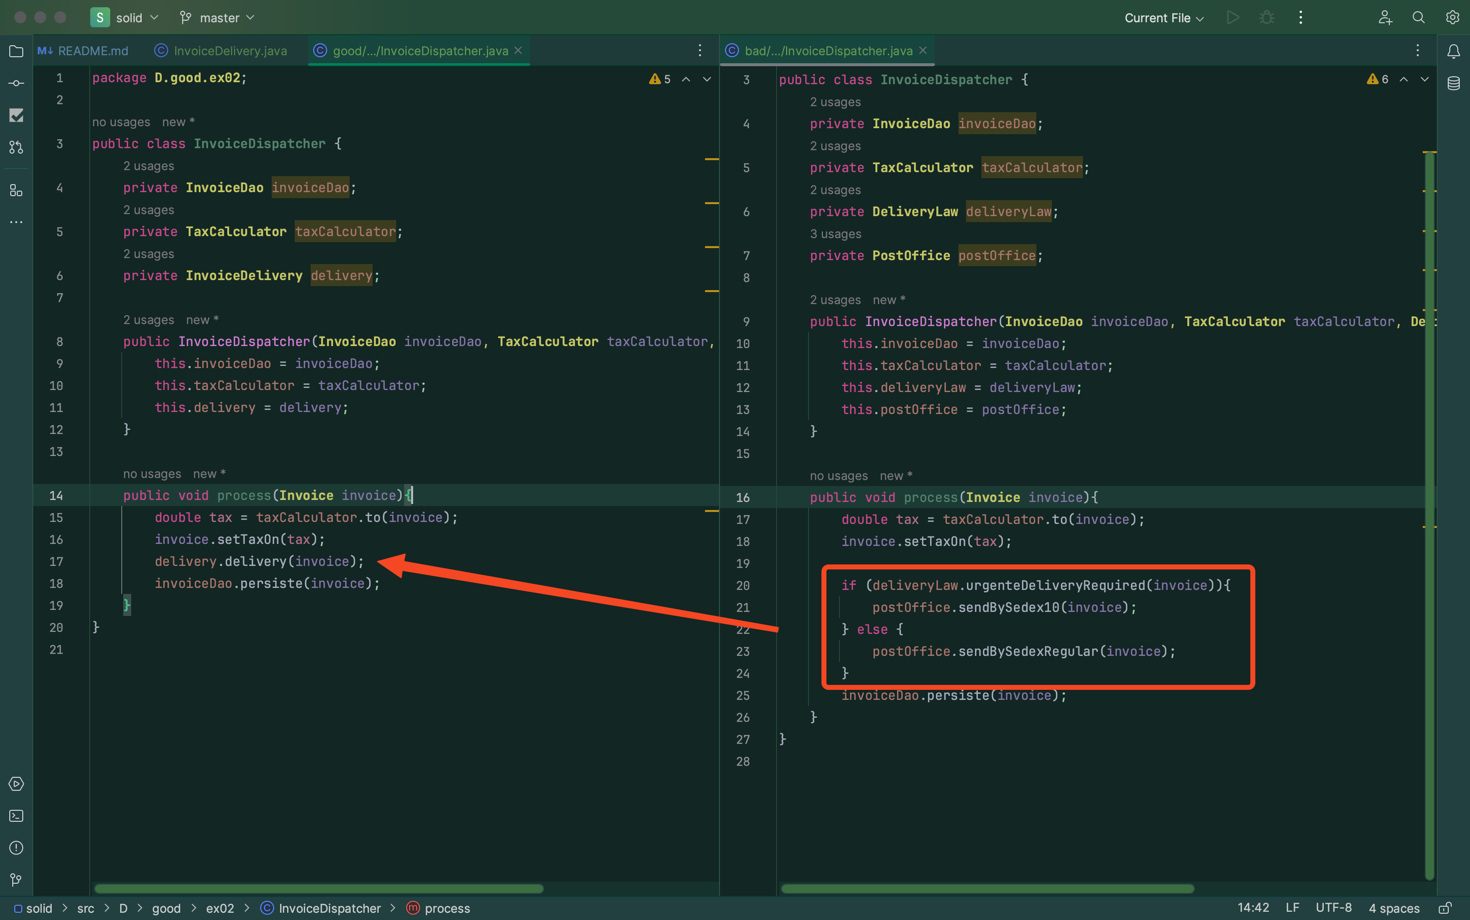 S solid master Current File
README.md InvoiceDelivery.java good/.../InvoiceDispatcher.java
1 package D.good.ex02; 5
2
no usages new *
3 public class InvoiceDispatcher {
2 usages
4 private InvoiceDao invoiceDao;
2 usages
5 private TaxCalculator taxCalculator;
2 usages
6 private InvoiceDelivery delivery;
7
2 usages new *
8 public InvoiceDispatcher(InvoiceDao invoiceDao, TaxCalculator taxCalculator,
9 this.invoiceDao = invoiceDao;
10 this.taxCalculator = taxCalculator;
11 this.delivery = delivery;
12 }
13
no usages new *
14 public void process(Invoice invoice){
15 double tax = taxCalculator.to(invoice);
16 invoice.setTaxOn(tax);
17 delivery.delivery(invoice);
18 invoiceDao.persiste(invoice);
19 }
20 }
21
bad/.../InvoiceDispatcher.java
3 public class InvoiceDispatcher { 6
2 usages
4 private InvoiceDao invoiceDao;
2 usages
5 private TaxCalculator taxCalculator;
2 usages
6 private DeliveryLaw deliveryLaw;
3 usages
7 private PostOffice postOffice;
8
2 usages new *
9 public InvoiceDispatcher(InvoiceDao invoiceDao, TaxCalculator taxCalculator, De
10 this.invoiceDao = invoiceDao;
11 this.taxCalculator = taxCalculator;
12 this.deliveryLaw = deliveryLaw;
13 this.postOffice = postOffice;
14 }
15
no usages new *
16 public void process(Invoice invoice){
17 double tax = taxCalculator.to(invoice);
18 invoice.setTaxOn(tax);
19
20 if (deliveryLaw.urgenteDeliveryRequired(invoice)){
21 postOffice.sendBySedex10(invoice);
22 } else {
23 postOffice.sendBySedexRegular(invoice);
24 }
25 invoiceDao.persiste(invoice);
26 }
27 }
28
solid > src > D > good > ex02 > InvoiceDispatcher > process 14:42 LF UTF-8 4 spaces